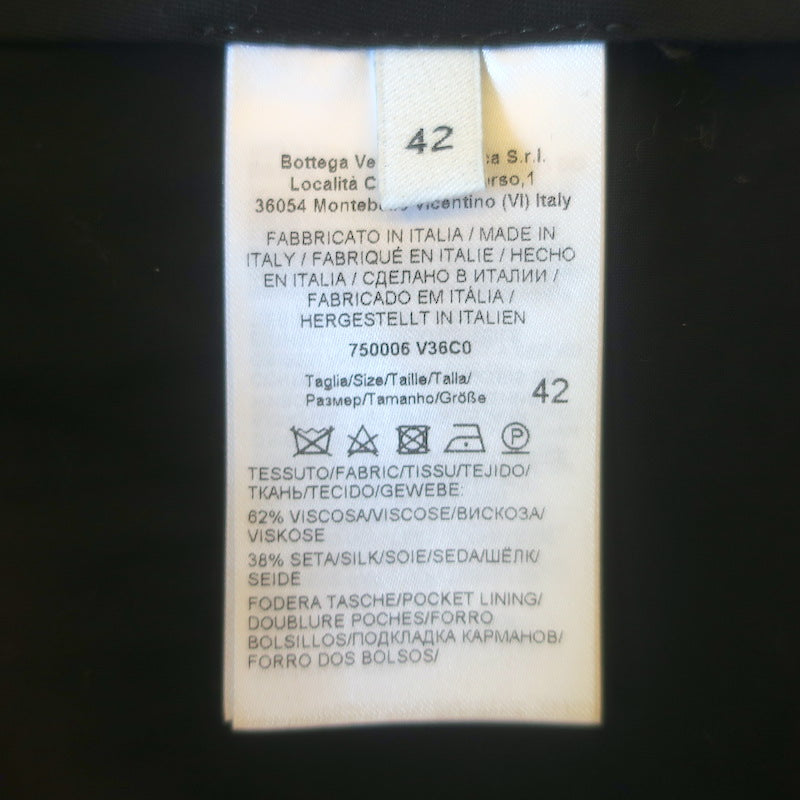 42
Bottega S.r.l.
Località
36054 Vicentino (VI) Italy
FABBRICATO IN ITALIA / MADE IN
ITALY / FABRIQUÉ EN ITALIE / HECHO
EN ITALIA / СДЕЛАНО В ИТАЛИИ /
FABRICADO EM ITÁLIA /
HERGESTELLT IN ITALIEN
750006 V36C0
Taglia/Size/Taille/Talla/
Размер/Tamanho/Größe
42
P
TESSUTO/FABRIC/TISSU/TEJIDO/
ТКАНЬ/TECIDO/GEWEBE:
62% VISCOSA/VISCOSE/ВИСКОЗА/
VISKOSE
38% SETA/SILK/SOIE/SEDA/ШЁЛК/
SEIDE
FODERA TASCHE/POCKET LINING/
DOUBLURE POCHES/FORRO
BOLSILLOS/ПОДКЛАДКА КАРМАНОВ/
FORRO DOS BOLSOS/